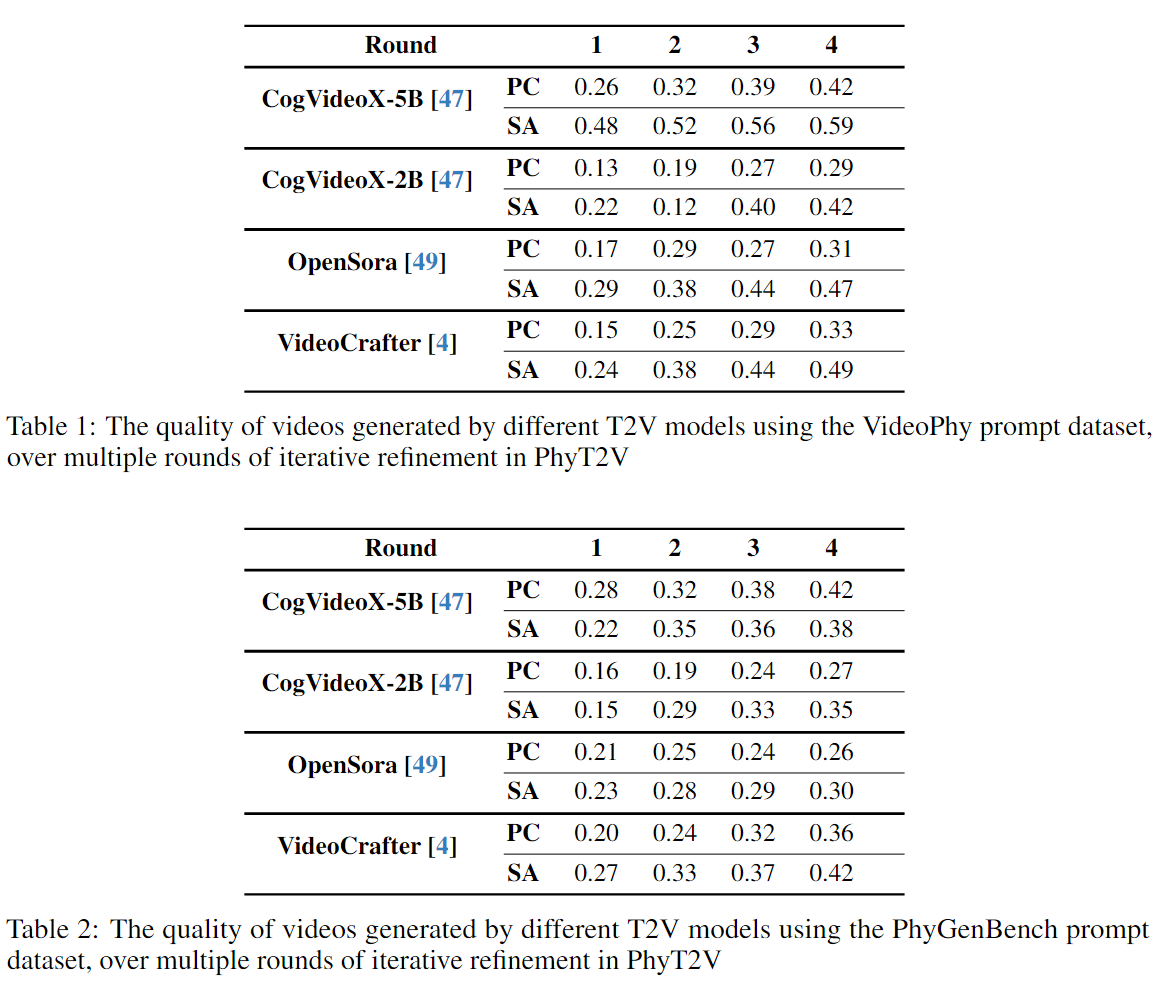 Round 1 2 3 4
CogVideoX-5B [47] PC 0.26 0.32 0.39 0.42
SA 0.48 0.52 0.56 0.59
CogVideoX-2B [47] PC 0.13 0.19 0.27 0.29
SA 0.22 0.12 0.40 0.42
OpenSora [49] PC 0.17 0.29 0.27 0.31
SA 0.29 0.38 0.44 0.47
VideoCrafter [4] PC 0.15 0.25 0.29 0.33
SA 0.24 0.38 0.44 0.49
Table 1: The quality of videos generated by different T2V models using the VideoPhy prompt dataset,
over multiple rounds of iterative refinement in PhyT2V
Round 1 2 3 4
CogVideoX-5B [47] PC 0.28 0.32 0.38 0.42
SA 0.22 0.35 0.36 0.38
CogVideoX-2B [47] PC 0.16 0.19 0.24 0.27
SA 0.15 0.29 0.33 0.35
OpenSora [49] PC 0.21 0.25 0.24 0.26
SA 0.23 0.28 0.29 0.30
VideoCrafter [4] PC 0.20 0.24 0.32 0.36
SA 0.27 0.33 0.37 0.42
Table 2: The quality of videos generated by different T2V models using the PhyGenBench prompt
dataset, over multiple rounds of iterative refinement in PhyT2V